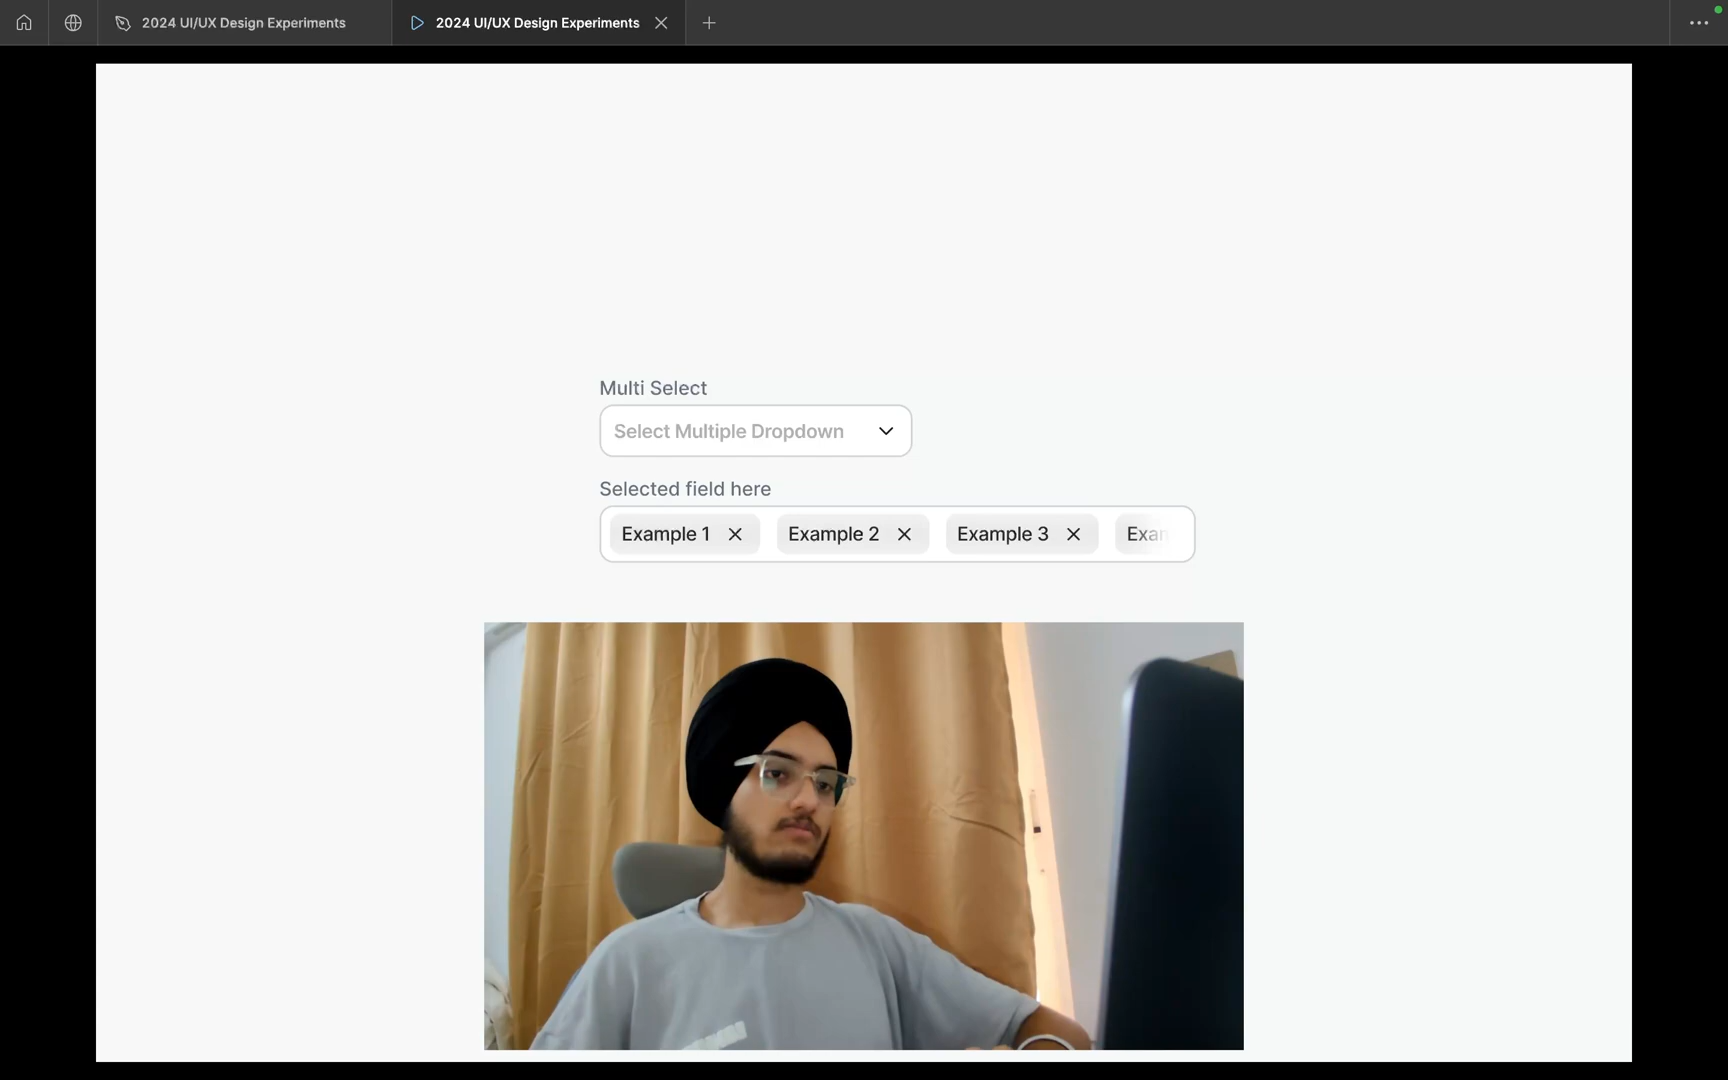 2024 UI/UX Design Experiments
2024 UI/UX Design Experiments
Multi Select
Select Multiple Dropdown
Selected field here
Example 1
Example 2
Example 3
Exam